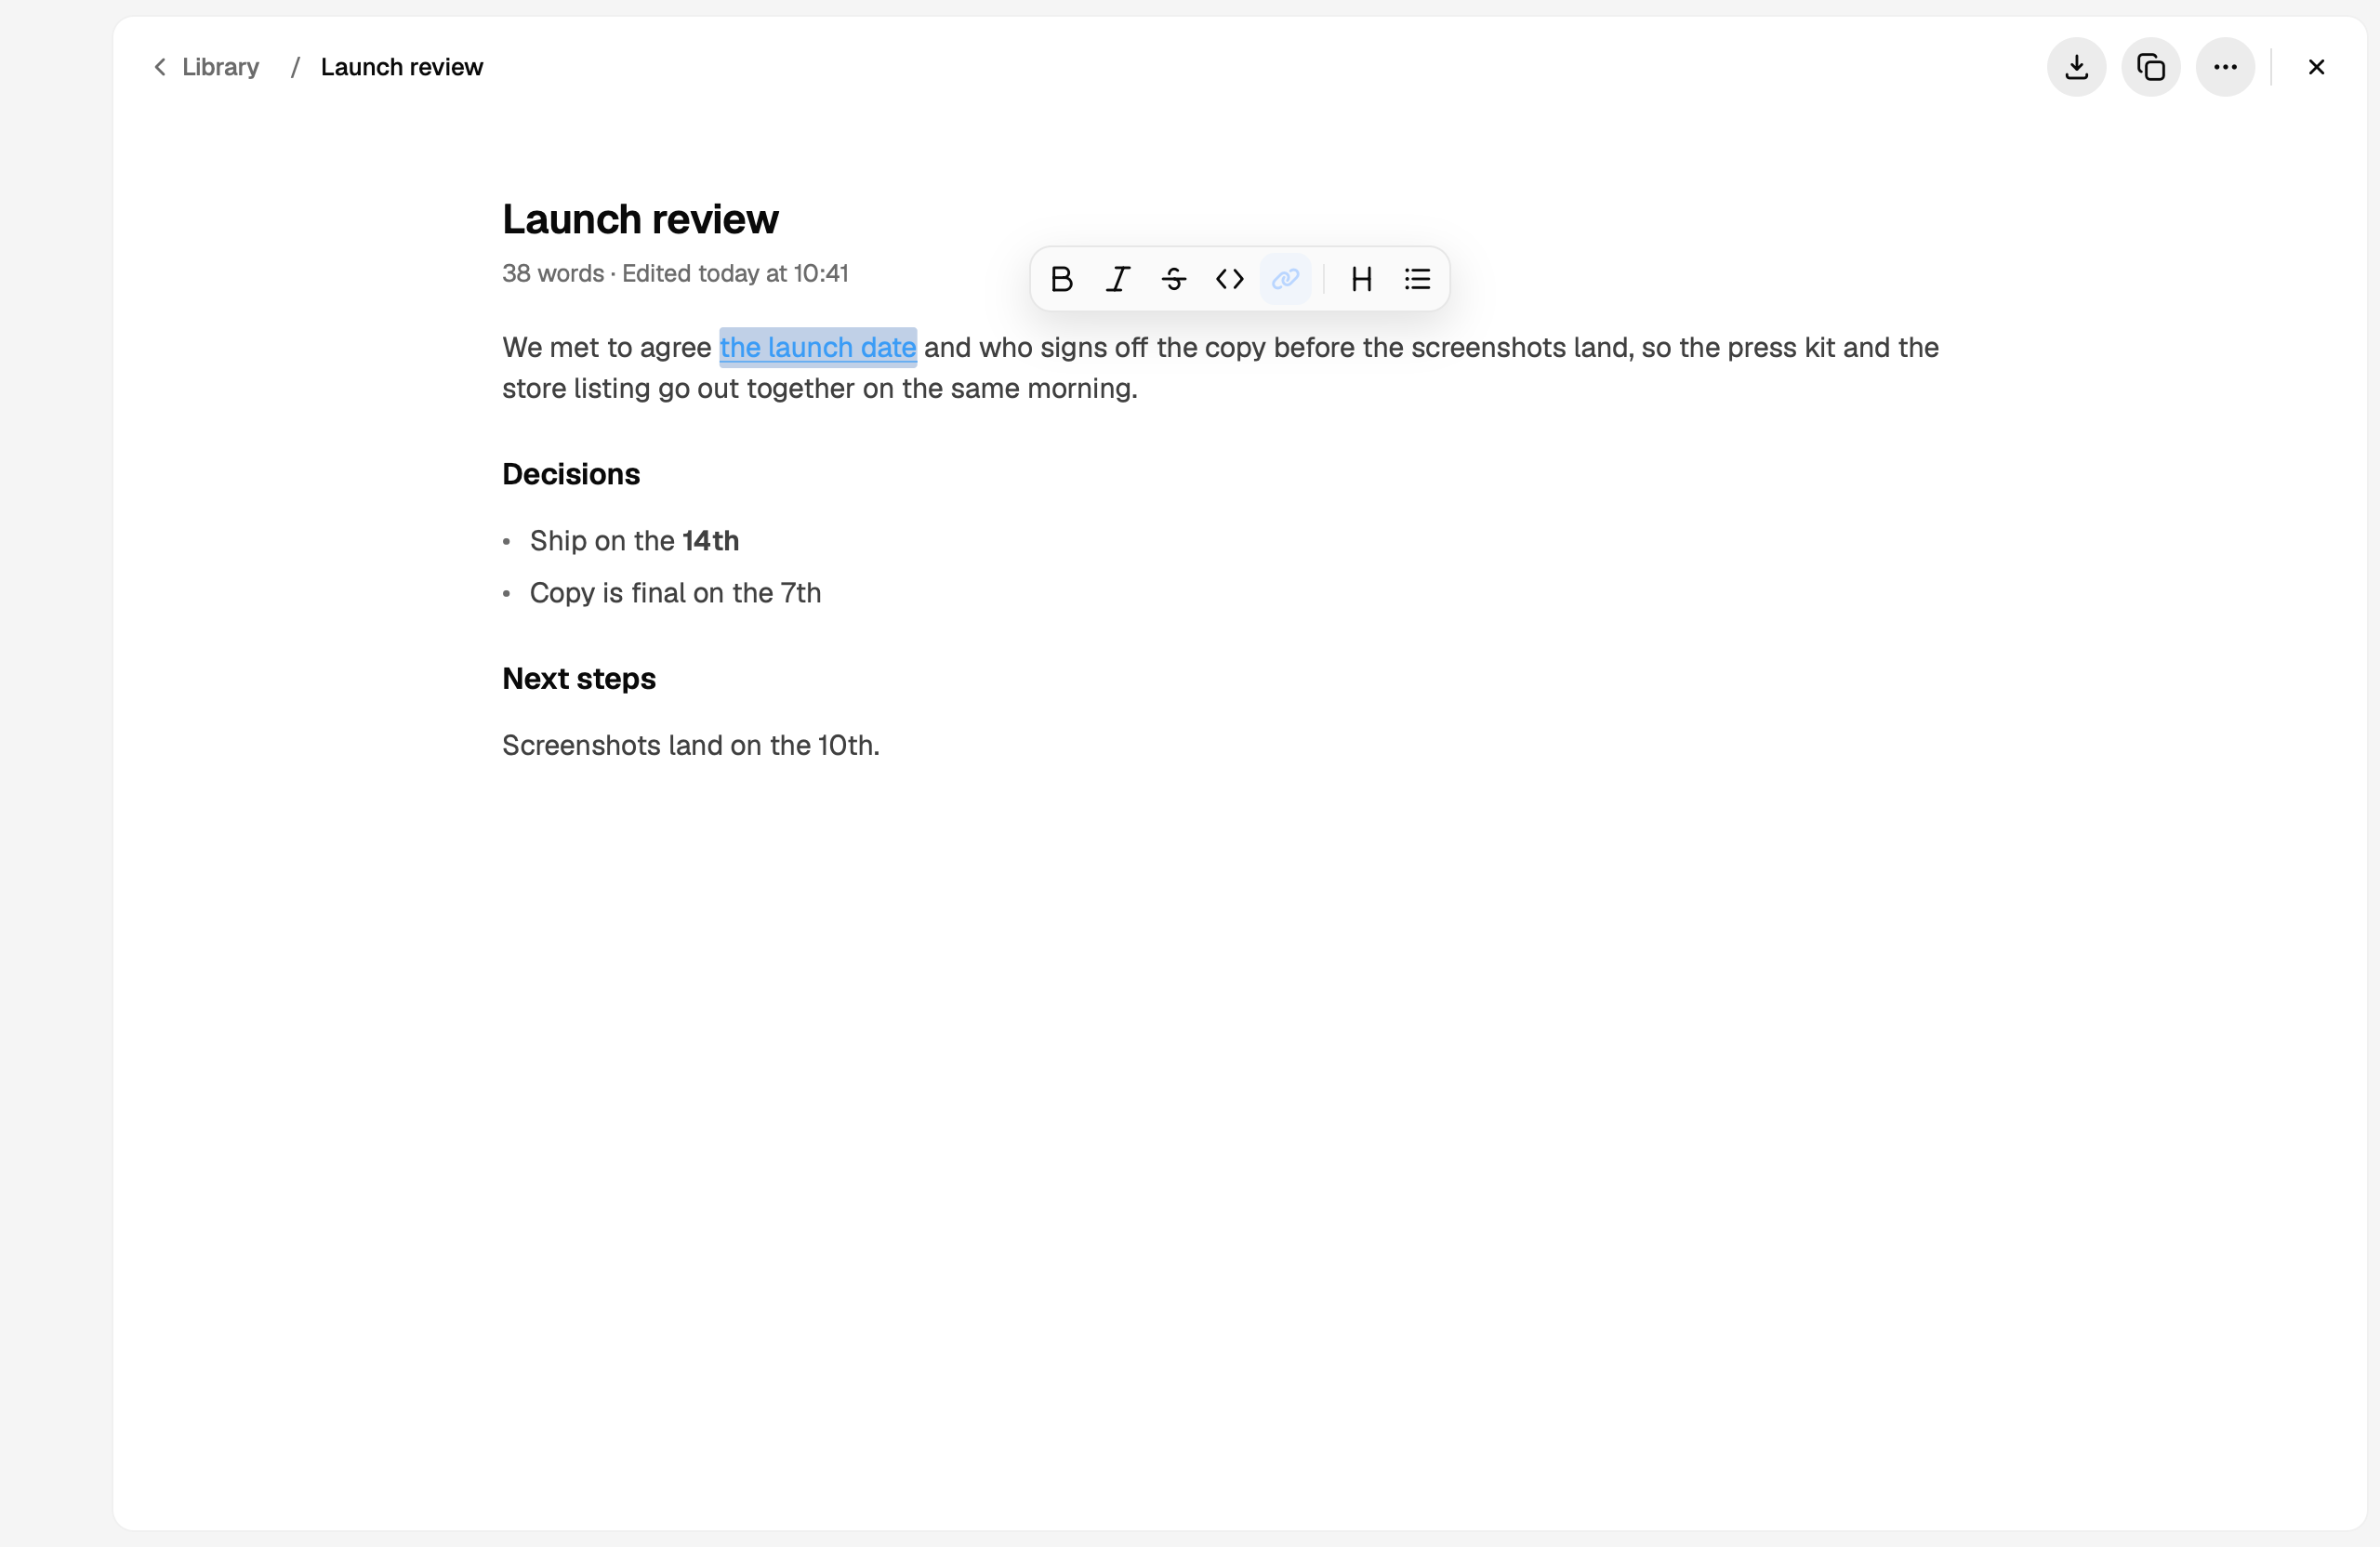 Library / Launch review
Launch review
38 words · Edited today at 10:41
B I S <> H
We met to agree the launch date and who signs off the copy before the screenshots land, so the press kit and the
store listing go out together on the same morning.
Decisions
• Ship on the 14th
• Copy is final on the 7th
Next steps
Screenshots land on the 10th.